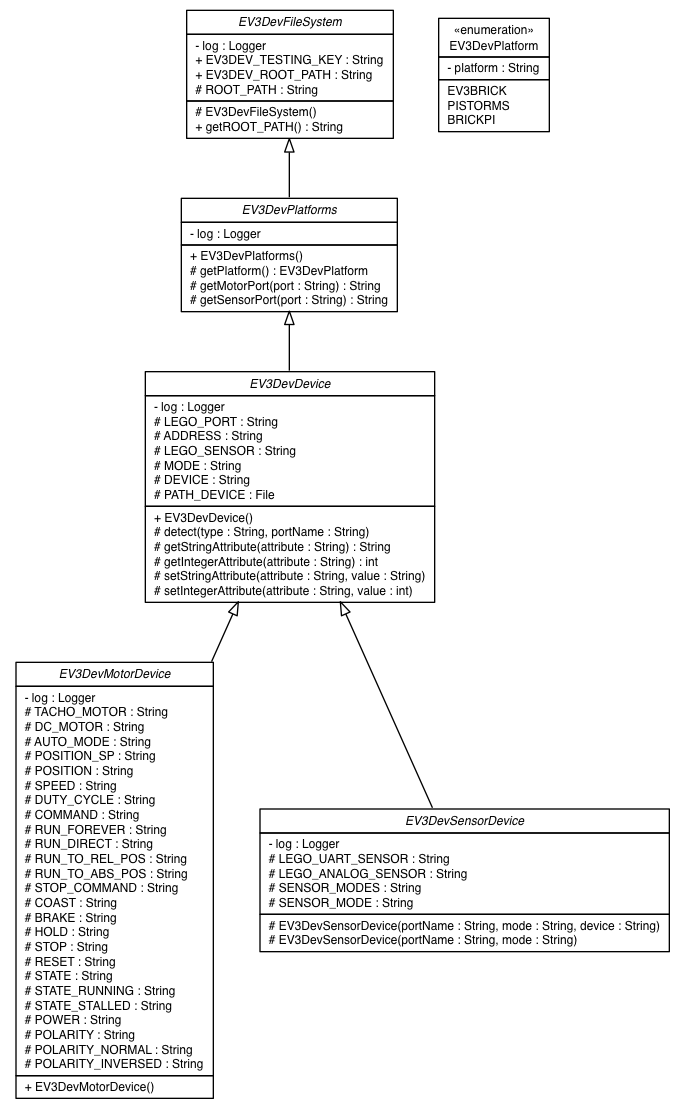 EV3DevFileSystem
- log : Logger
+ EV3DEV_TESTING_KEY : String
+ EV3DEV_ROOT_PATH : String
# ROOT_PATH : String
# EV3DevFileSystem()
+ getROOT_PATH() : String
«enumeration»
EV3DevPlatform
- platform : String
EV3BRICK
PISTORMS
BRICKPI
EV3DevPlatforms
- log : Logger
+ EV3DevPlatforms()
# getPlatform() : EV3DevPlatform
# getMotorPort(port : String) : String
# getSensorPort(port : String) : String
EV3DevDevice
- log : Logger
# LEGO_PORT : String
# ADDRESS : String
# LEGO_SENSOR : String
# MODE : String
# DEVICE : String
# PATH_DEVICE : File
+ EV3DevDevice()
# detect(type : String, portName : String)
# getStringAttribute(attribute : String) : String
# getIntegerAttribute(attribute : String) : int
# setStringAttribute(attribute : String, value : String)
# setIntegerAttribute(attribute : String, value : int)
EV3DevMotorDevice
- log : Logger
# TACHO_MOTOR : String
# DC_MOTOR : String
# AUTO_MODE : String
# POSITION_SP : String
# POSITION : String
# SPEED : String
# DUTY_CYCLE : String
# COMMAND : String
# RUN_FOREVER : String
# RUN_DIRECT : String
# RUN_TO_REL_POS : String
# RUN_TO_ABS_POS : String
# STOP_COMMAND : String
# COAST : String
# BRAKE : String
# HOLD : String
# STOP : String
# RESET : String
# STATE : String
# STATE_RUNNING : String
# STATE_STALLED : String
# POWER : String
# POLARITY : String
# POLARITY_NORMAL : String
# POLARITY_INVERSED : String
+ EV3DevMotorDevice()
EV3DevSensorDevice
- log : Logger
# LEGO_UART_SENSOR : String
# LEGO_ANALOG_SENSOR : String
# SENSOR_MODES : String
# SENSOR_MODE : String
# EV3DevSensorDevice(portName : String, mode : String, device : String)
# EV3DevSensorDevice(portName : String, mode : String)